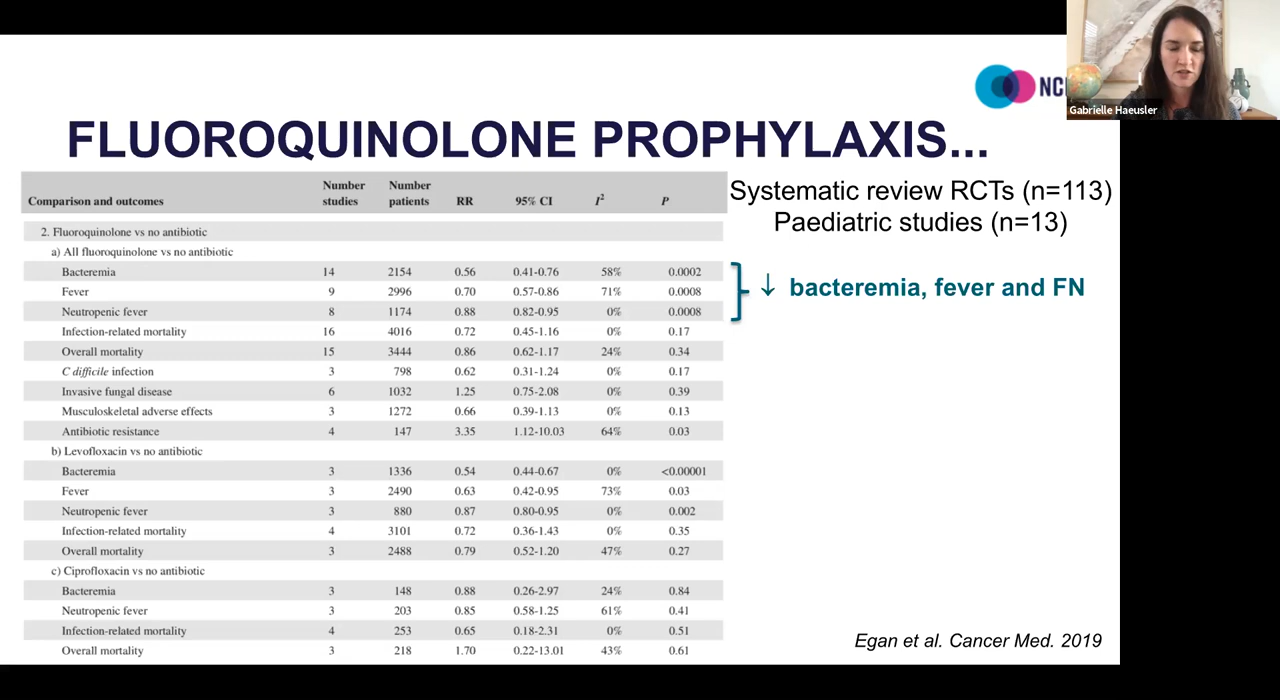 NC
Gabrielle Haeusler
FLUOROQUINOLONE PROPHYLAXIS...
Comparison and outcomes Number studies Number patients RR 95% CI I² P
2. Fluoroquinolone vs no antibiotic
a) All fluoroquinolone vs no antibiotic
Bacteremia 14 2154 0.56 0.41-0.76 58% 0.0002
Fever 9 2996 0.70 0.57-0.86 71% 0.0008
Neutropenic fever 8 1174 0.88 0.82-0.95 0% 0.0008
Infection-related mortality 16 4016 0.72 0.45-1.16 0% 0.17
Overall mortality 15 3444 0.86 0.62-1.17 24% 0.34
C difficile infection 3 798 0.62 0.31-1.24 0% 0.17
Invasive fungal disease 6 1032 1.25 0.75-2.08 0% 0.39
Musculoskeletal adverse effects 3 1272 0.66 0.39-1.13 0% 0.13
Antibiotic resistance 4 147 3.35 1.12-10.03 64% 0.03
b) Levofloxacin vs no antibiotic
Bacteremia 3 1336 0.54 0.44-0.67 0% <0.00001
Fever 3 2490 0.63 0.42-0.95 73% 0.03
Neutropenic fever 3 880 0.87 0.80-0.95 0% 0.002
Infection-related mortality 4 3101 0.72 0.36-1.43 0% 0.35
Overall mortality 3 2488 0.79 0.52-1.20 47% 0.27
c) Ciprofloxacin vs no antibiotic
Bacteremia 3 148 0.88 0.26-2.97 24% 0.84
Neutropenic fever 3 203 0.85 0.58-1.25 61% 0.41
Infection-related mortality 4 253 0.65 0.18-2.31 0% 0.51
Overall mortality 3 218 1.70 0.22-13.01 43% 0.61
Systematic review RCTs (n=113)
Paediatric studies (n=13)
↓ bacteremia, fever and FN
Egan et al. Cancer Med. 2019